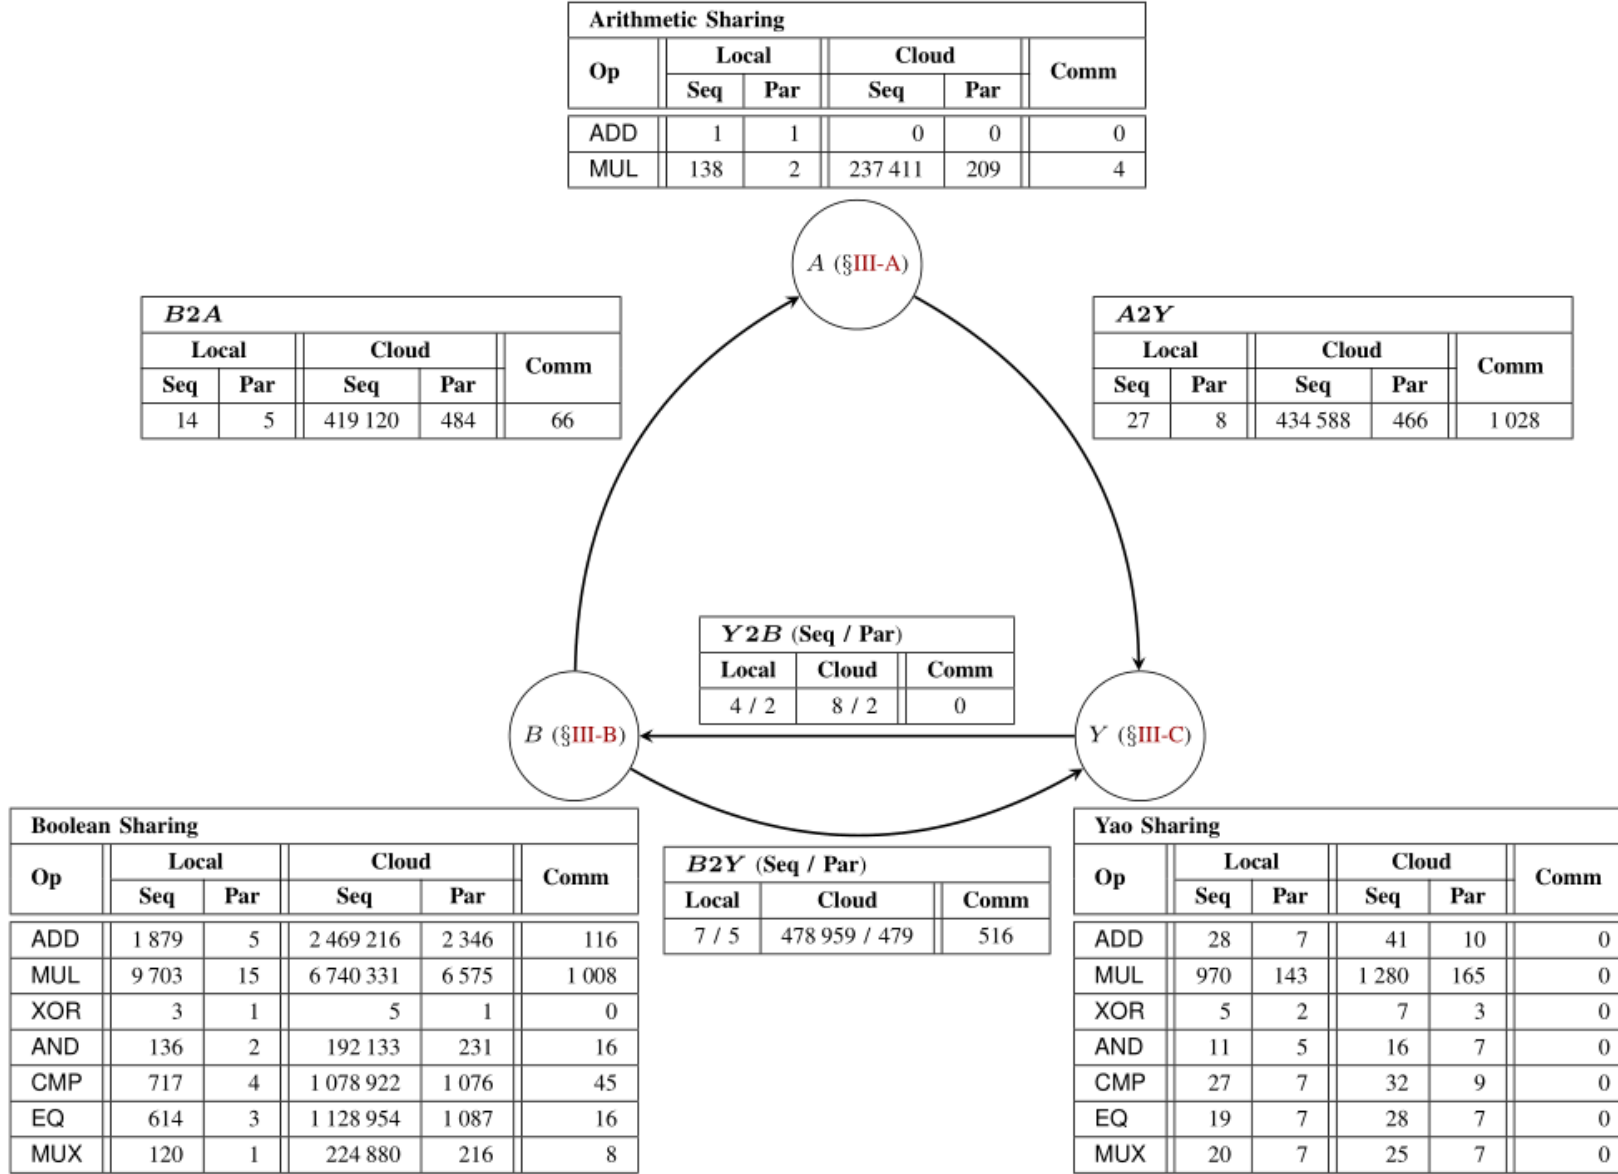 Arithmetic Sharing
Op Local Cloud Comm
Seq Par Seq Par
ADD 1 1 0 0 0
MUL 138 2 237 411 209 4
A (§III-A)
B2A
Local Cloud Comm
Seq Par Seq Par
14 5 419 120 484 66
A2Y
Local Cloud Comm
Seq Par Seq Par
27 8 434 588 466 1 028
Y2B (Seq / Par)
Local Cloud Comm
4 / 2 8 / 2 0
B (§III-B)
Y (§III-C)
Boolean Sharing
Op Local Cloud Comm
Seq Par Seq Par
ADD 1 879 5 2 469 216 2 346 116
MUL 9 703 15 6 740 331 6 575 1 008
XOR 3 1 5 1 0
AND 136 2 192 133 231 16
CMP 717 4 1 078 922 1 076 45
EQ 614 3 1 128 954 1 087 16
MUX 120 1 224 880 216 8
B2Y (Seq / Par)
Local Cloud Comm
7 / 5 478 959 / 479 516
Yao Sharing
Op Local Cloud Comm
Seq Par Seq Par
ADD 28 7 41 10 0
MUL 970 143 1 280 165 0
XOR 5 2 7 3 0
AND 11 5 16 7 0
CMP 27 7 32 9 0
EQ 19 7 28 7 0
MUX 20 7 25 7 0